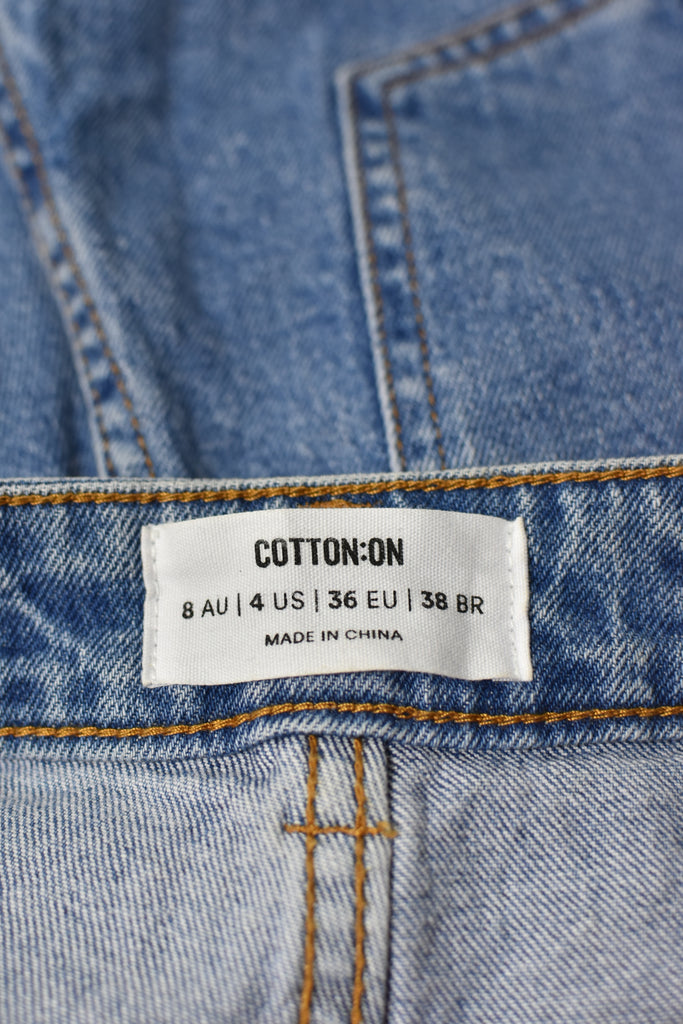 COTTON:ON
8 AU | 4 US | 36 EU | 38 BR
MADE IN CHINA